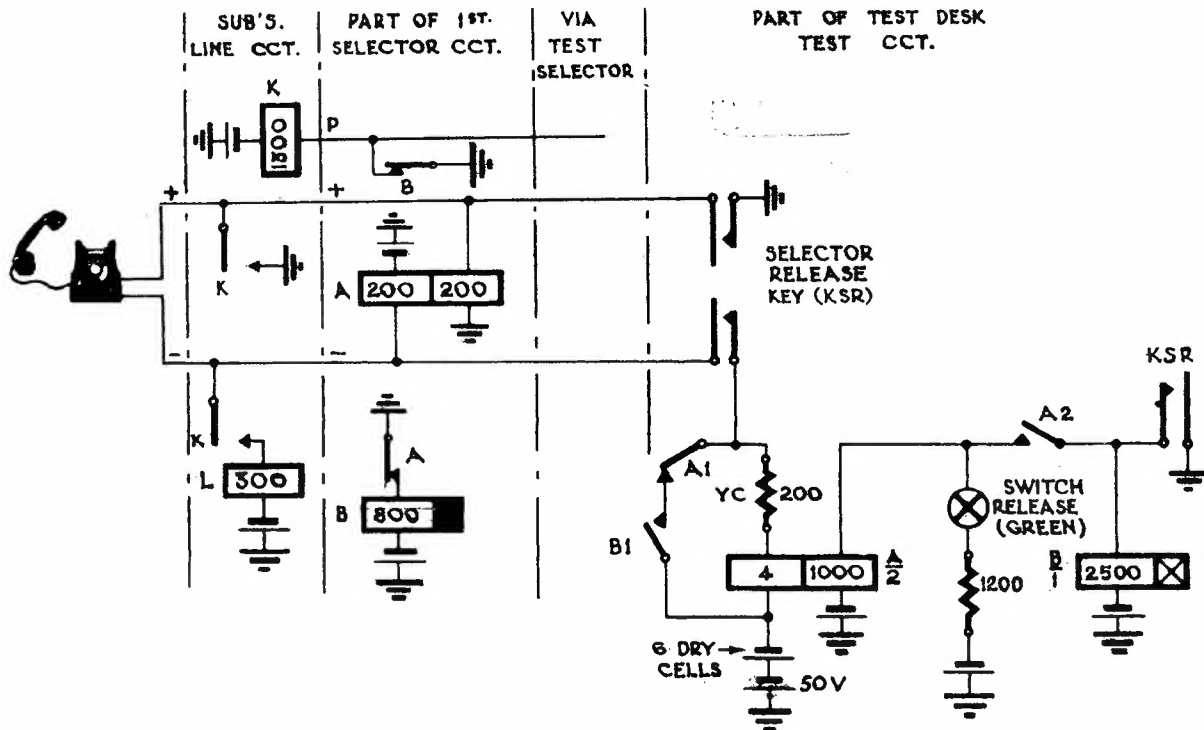 SUB'S.
LINE CCT.
PART OF 1ST.
SELECTOR CCT.
VIA
TEST
SELECTOR
PART OF TEST DESK
TEST CCT.
K
1300
P
B
+
+
K
A
200
200
SELECTOR
RELEASE
KEY (KSR)
-
-
K
L
300
A
B
800
A1
YC
200
B1
4
1000
A
2
6 DRY
CELLS
50V
A2
KSR
SWITCH
RELEASE
(GREEN)
1200
B
1
2500